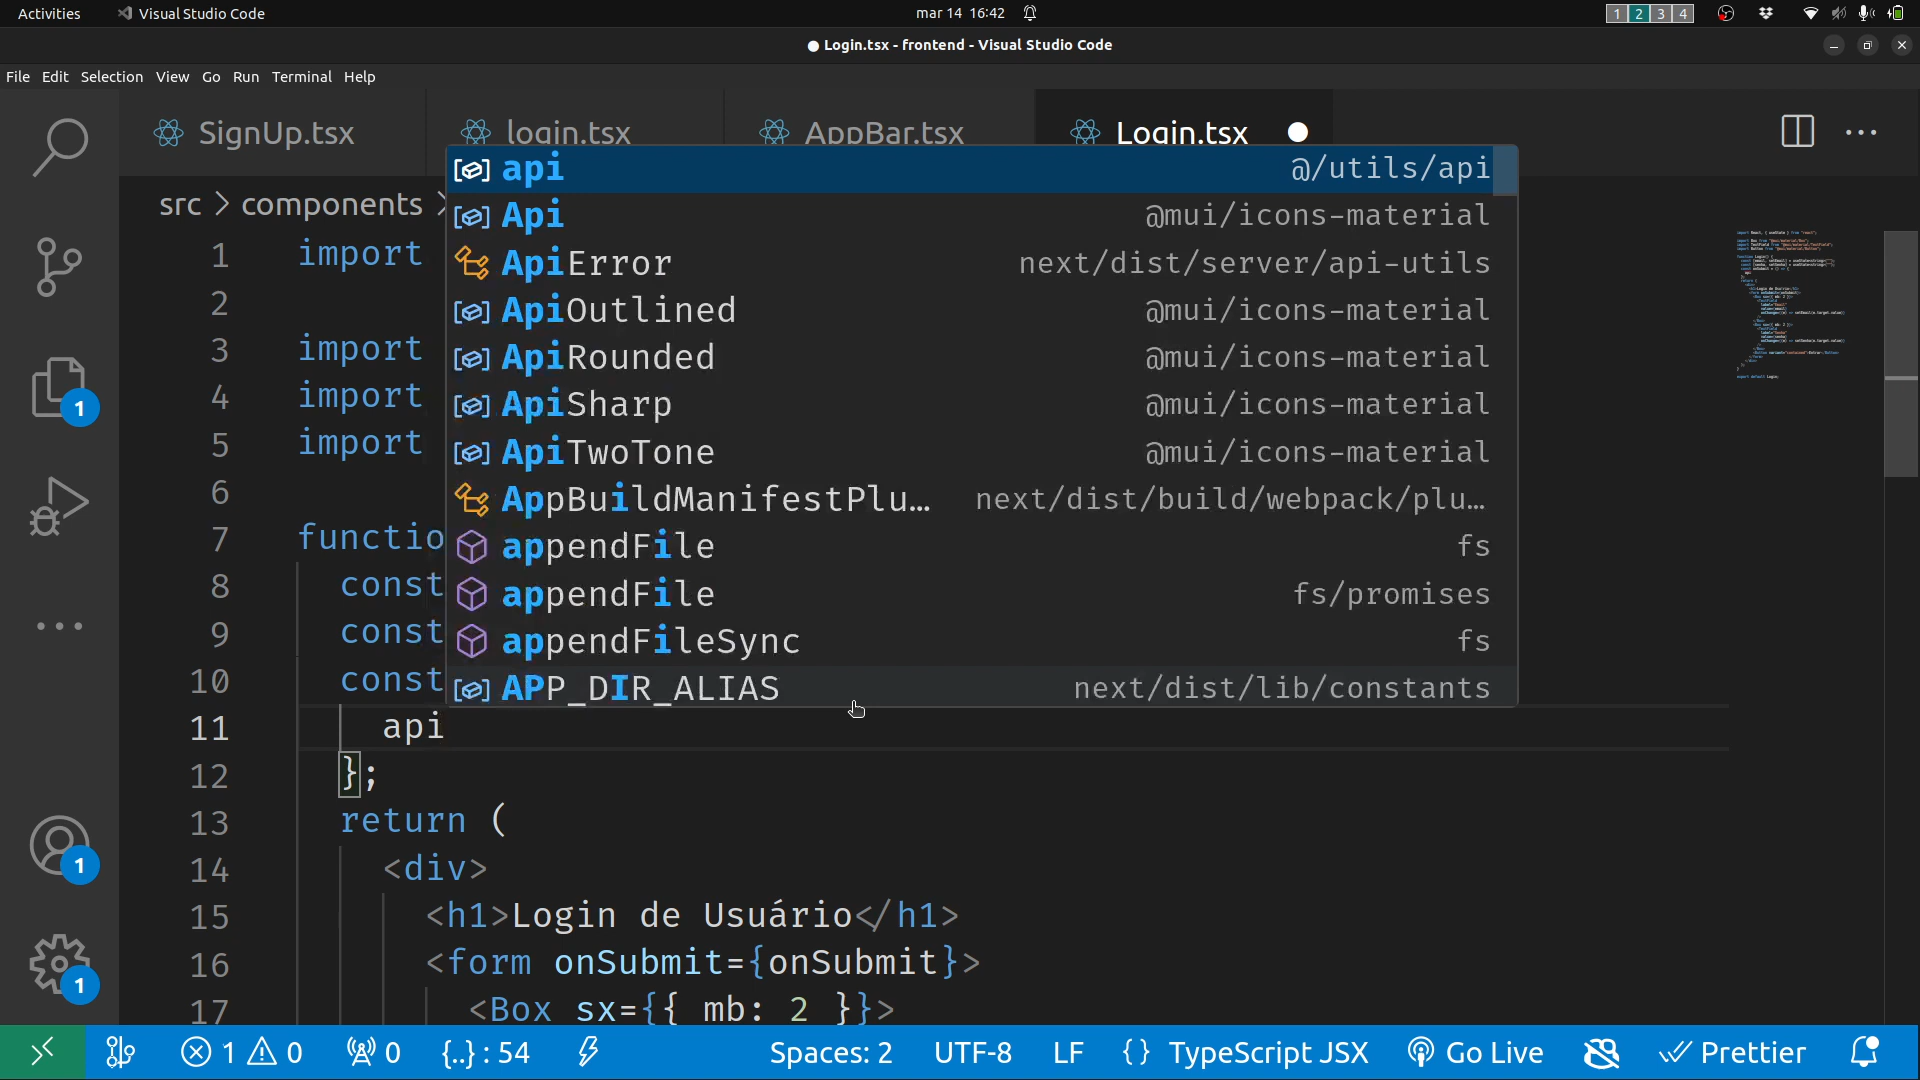 Activities Visual Studio Code mar 14 16:42 1 2 3 4
● Login.tsx - frontend - Visual Studio Code
File Edit Selection View Go Run Terminal Help
SignUp.tsx login.tsx AppBar.tsx Login.tsx
src > components >
1 import
2
3 import
4 import
5 import
6
7 functio
8 const
9 const
10 const
api @/utils/api
Api @mui/icons-material
ApiError next/dist/server/api-utils
ApiOutlined @mui/icons-material
ApiRounded @mui/icons-material
ApiSharp @mui/icons-material
ApiTwoTone @mui/icons-material
AppBuildManifestPlu… next/dist/build/webpack/plu…
appendFile fs
appendFile fs/promises
appendFileSync fs
APP_DIR_ALIAS next/dist/lib/constants
11 api
12 };
13 return (
14 <div>
15 <h1>Login de Usuário</h1>
16 <form onSubmit={onSubmit}>
17 <Box sx={{ mb: 2 }}>
1
1
1
1 0 0 {..} : 54 Spaces: 2 UTF-8 LF {} TypeScript JSX Go Live Prettier